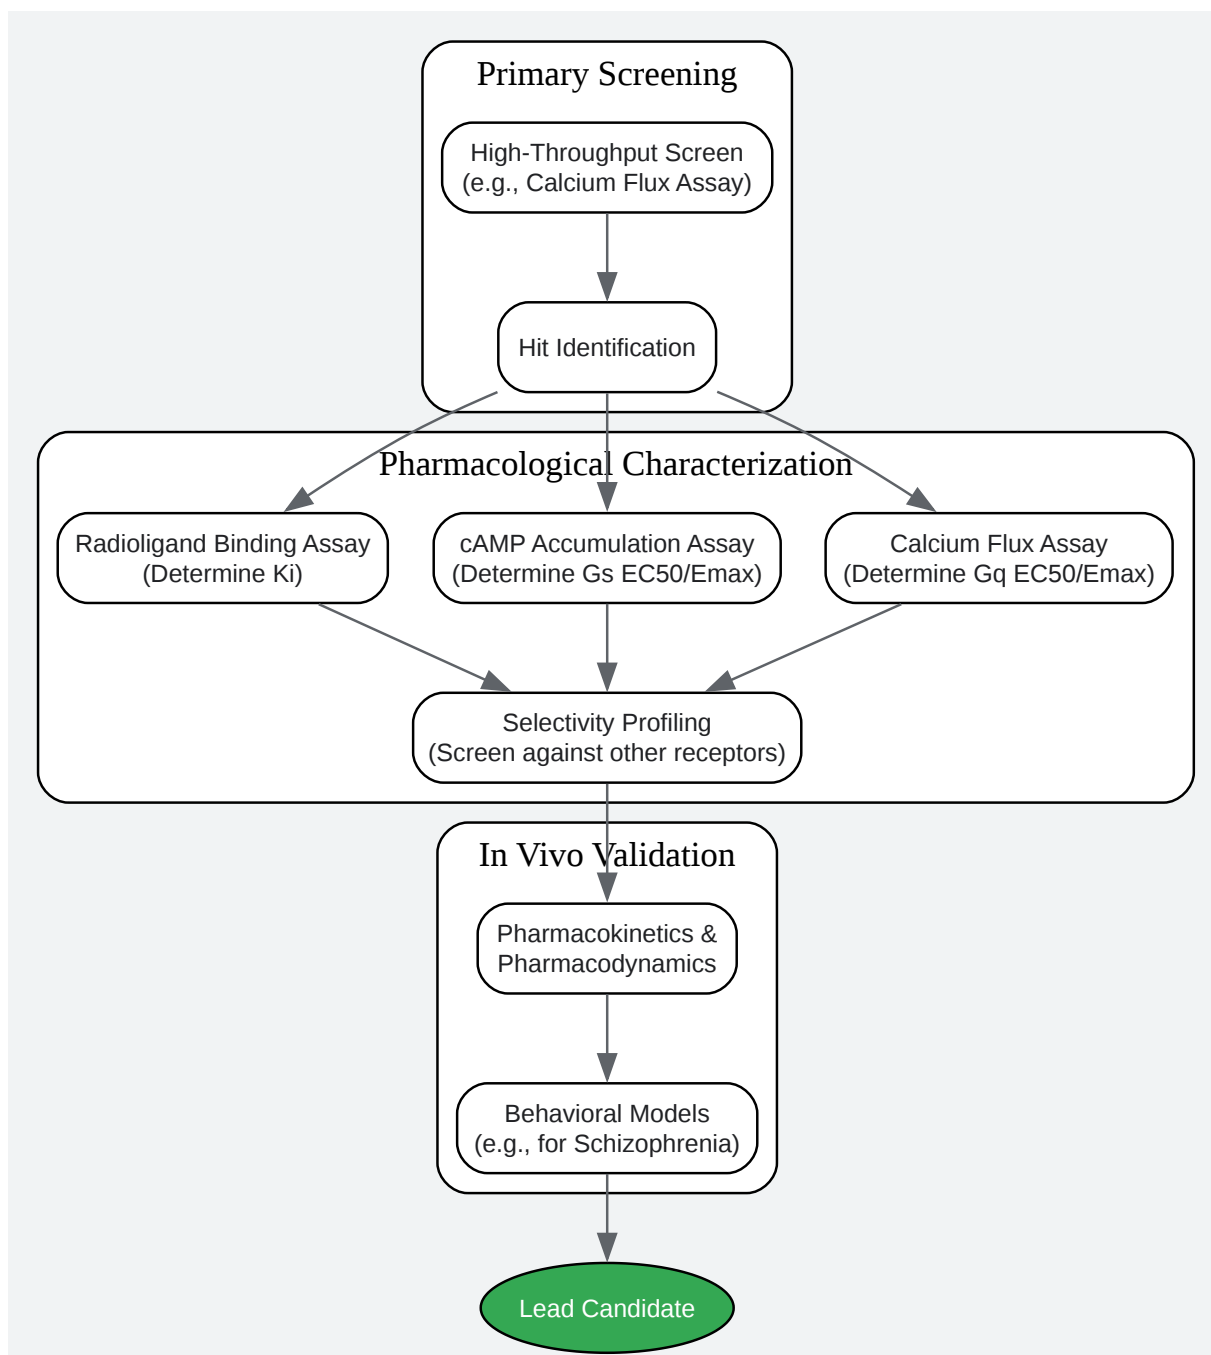 Primary Screening
High-Throughput Screen
(e.g., Calcium Flux Assay)
Hit Identification
Pharmacological Characterization
Radioligand Binding Assay
(Determine Ki)
cAMP Accumulation Assay
(Determine Gs EC50/Emax)
Calcium Flux Assay
(Determine Gq EC50/Emax)
Selectivity Profiling
(Screen against other receptors)
In Vivo Validation
Pharmacokinetics &
Pharmacodynamics
Behavioral Models
(e.g., for Schizophrenia)
Lead Candidate